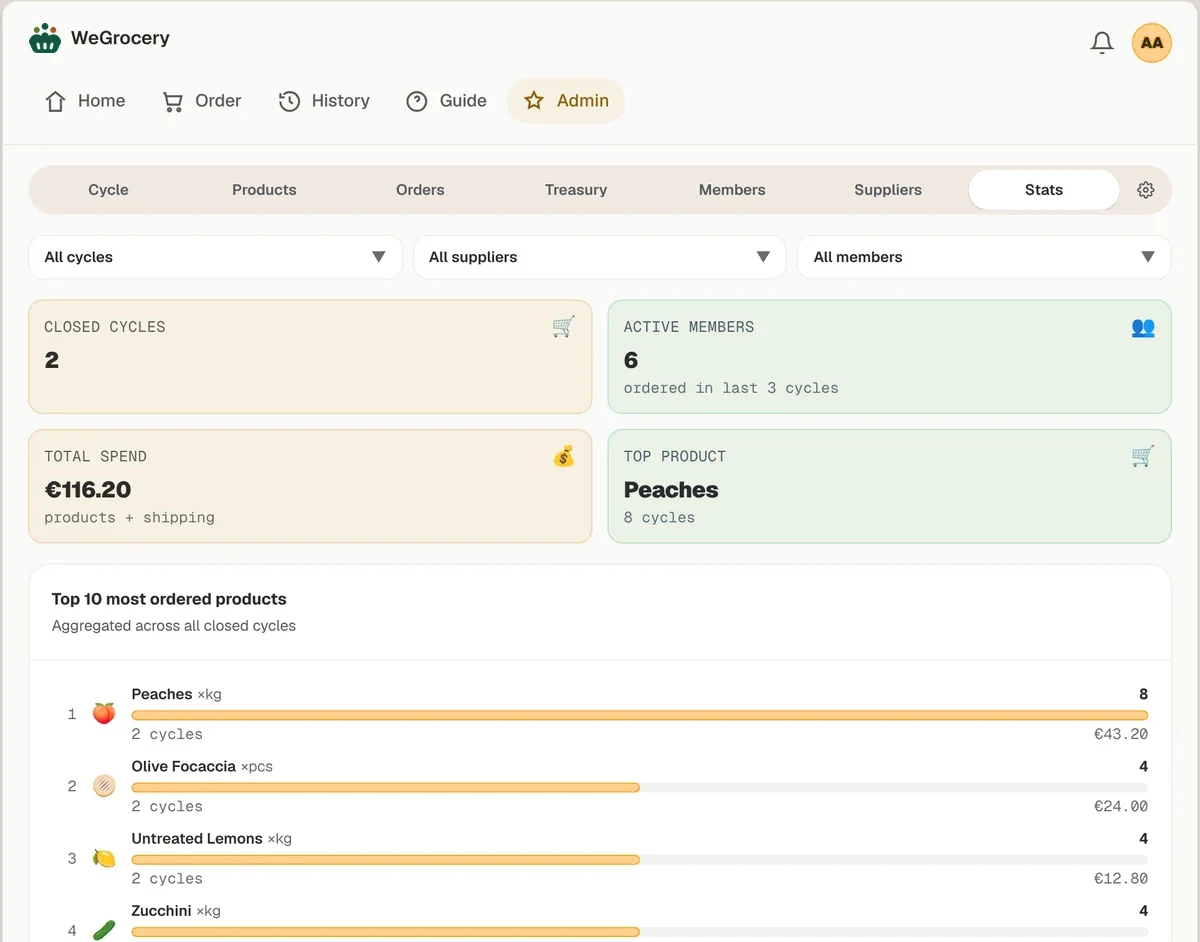 WeGrocery
AA
Home
Order
History
Guide
Admin
Cycle
Products
Orders
Treasury
Members
Suppliers
Stats
All cycles
All suppliers
All members
CLOSED CYCLES
2
ACTIVE MEMBERS
6
ordered in last 3 cycles
TOTAL SPEND
€116.20
products + shipping
TOP PRODUCT
Peaches
8 cycles
Top 10 most ordered products
Aggregated across all closed cycles
1
Peaches ×kg
8
2 cycles
€43.20
2
Olive Focaccia ×pcs
4
2 cycles
€24.00
3
Untreated Lemons ×kg
4
2 cycles
€12.80
4
Zucchini ×kg
4